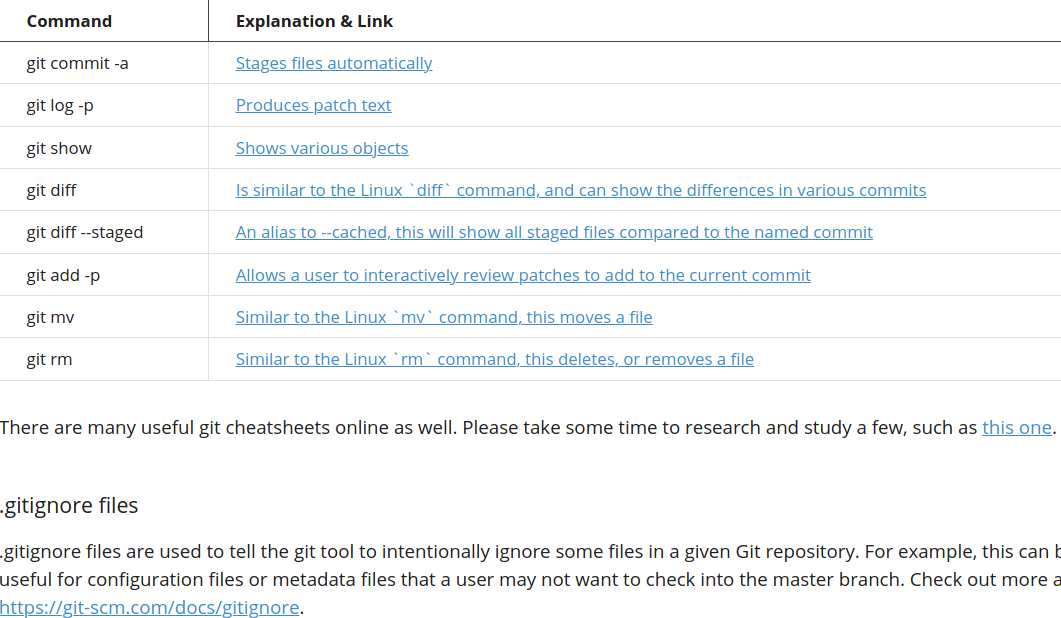 Command Explanation & Link
git commit -a Stages files automatically
git log -p Produces patch text
git show Shows various objects
git diff Is similar to the Linux `diff` command, and can show the differences in various commits
git diff --staged An alias to --cached, this will show all staged files compared to the named commit
git add -p Allows a user to interactively review patches to add to the current commit
git mv Similar to the Linux `mv` command, this moves a file
git rm Similar to the Linux `rm` command, this deletes, or removes a file
There are many useful git cheatsheets online as well. Please take some time to research and study a few, such as this one.
.gitignore files
.gitignore files are used to tell the git tool to intentionally ignore some files in a given Git repository. For example, this can
useful for configuration files or metadata files that a user may not want to check into the master branch. Check out more
https://git-scm.com/docs/gitignore.